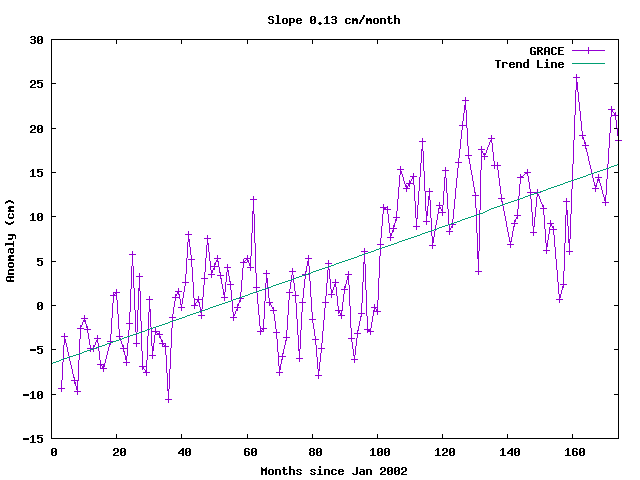 Slope 0.13 cm/month
GRACE
Trend Line
30
25
20
15
10
5
0
-5
-10
-15
Anomaly (cm)
0 20 40 60 80 100 120 140 160
Months since Jan 2002